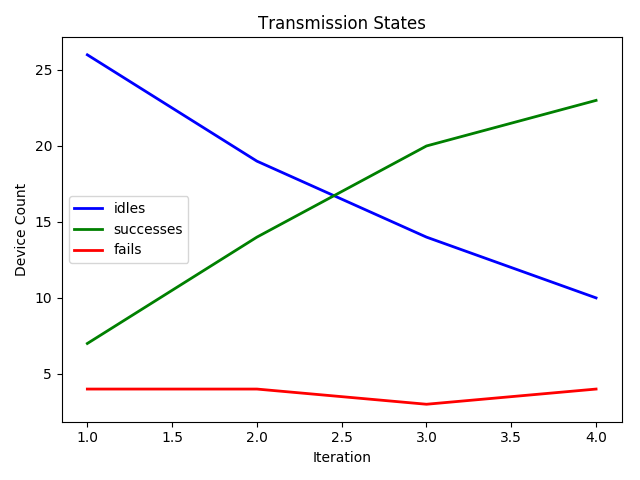 Transmission States
25
20
15
10
5
Device Count
idles
successes
fails
1.0 1.5 2.0 2.5 3.0 3.5 4.0
Iteration